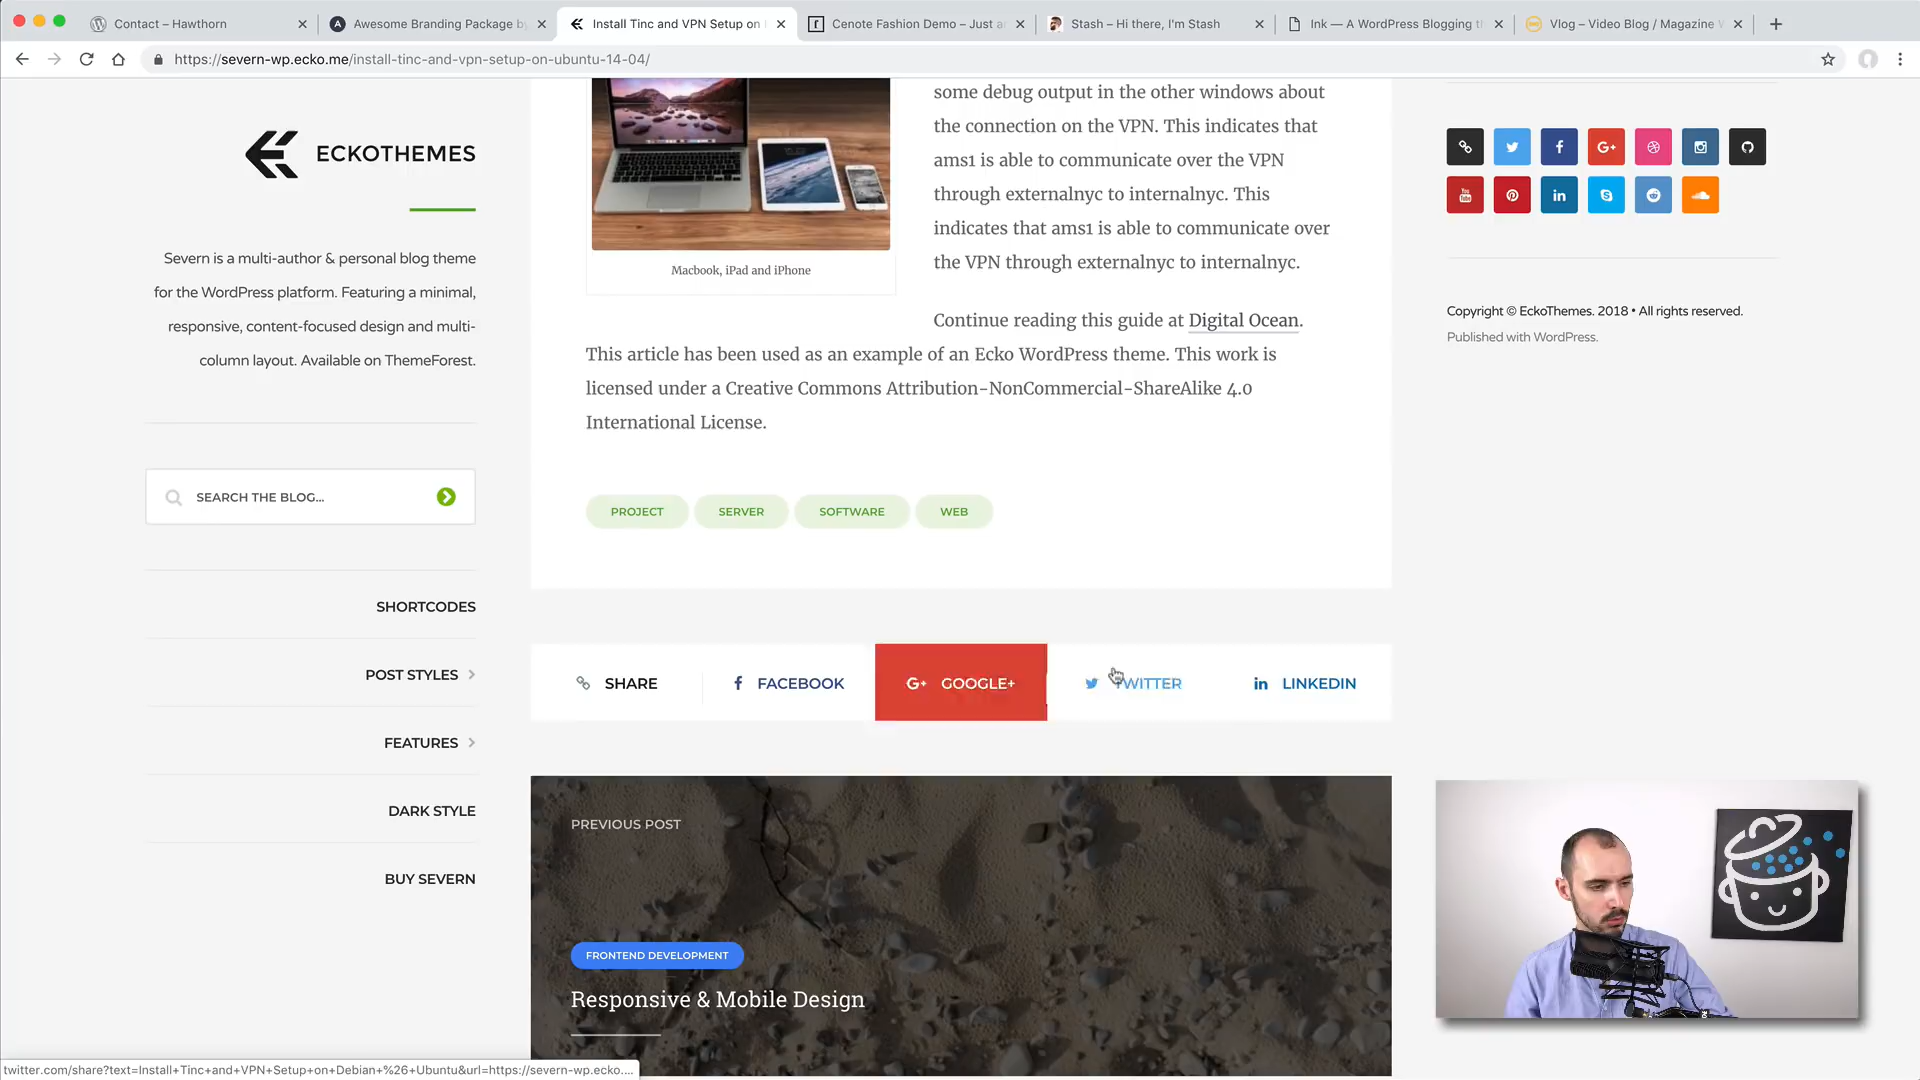 Contact – Hawthorn
Awesome Branding Package by
Install Tinc and VPN Setup on
Cenote Fashion Demo – Just a
Stash – Hi there, I'm Stash
Ink — A WordPress Blogging t
Vlog – Video Blog / Magazine
https://severn-wp.ecko.me/install-tinc-and-vpn-setup-on-ubuntu-14-04/
ECKOTHEMES
Severn is a multi-author & personal blog theme
for the WordPress platform. Featuring a minimal,
responsive, content-focused design and multi-
column layout. Available on ThemeForest.
SEARCH THE BLOG...
SHORTCODES
POST STYLES
FEATURES
DARK STYLE
BUY SEVERN
Macbook, iPad and iPhone
some debug output in the other windows about
the connection on the VPN. This indicates that
ams1 is able to communicate over the VPN
through externalnyc to internalnyc. This
indicates that ams1 is able to communicate over
the VPN through externalnyc to internalnyc.
Continue reading this guide at Digital Ocean.
This article has been used as an example of an Ecko WordPress theme. This work is
licensed under a Creative Commons Attribution-NonCommercial-ShareAlike 4.0
International License.
PROJECT SERVER SOFTWARE WEB
SHARE FACEBOOK GOOGLE+ TWITTER LINKEDIN
PREVIOUS POST
FRONTEND DEVELOPMENT
Responsive & Mobile Design
Copyright © EckoThemes. 2018 • All rights reserved.
Published with WordPress.
twitter.com/share?text=Install+Tinc+and+VPN+Setup+on+Debian+%26+Ubuntu&url=https://severn-wp.ecko....